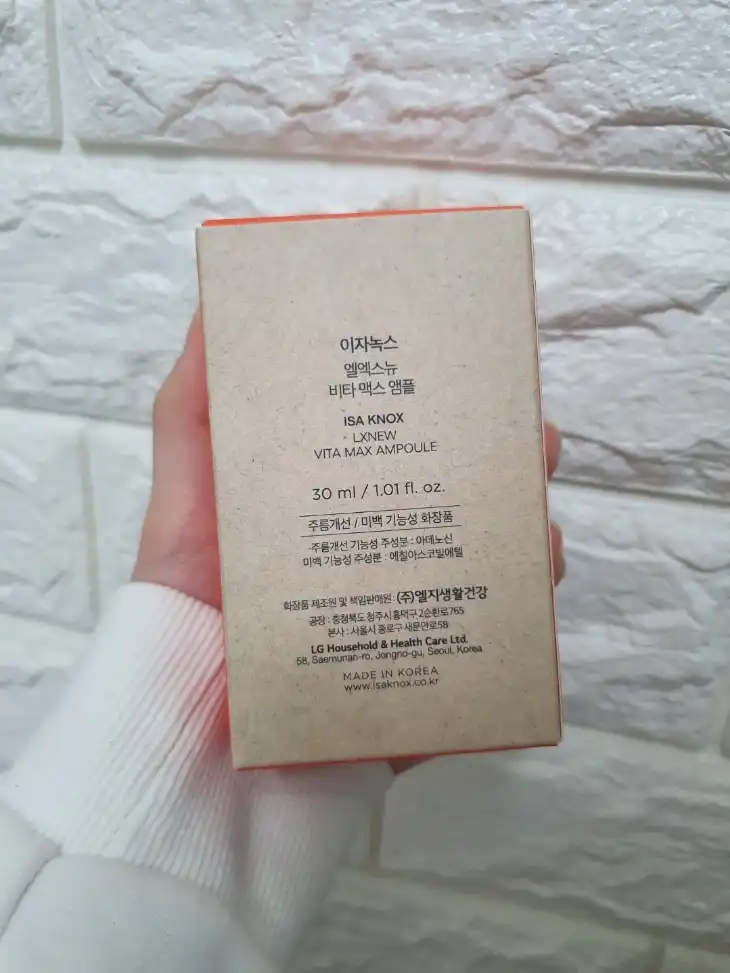 이자녹스
엘엑스뉴
비타 맥스 앰플
ISA KNOX
LXNEW
VITA MAX AMPOULE
30 ml / 1.01 fl. oz.
주름개선 / 미백 기능성 화장품
주름개선 기능성 주성분 : 아데노신
미백 기능성 주성분 : 에칠아스코빌에텔
화장품 제조원 및 책임판매원 : (주)엘지생활건강
공장 : 충청북도 청주시 흥덕구 2순환로 765
본사 : 서울시 종로구 새문안로 58
LG Household & Health Care Ltd.
58, Saemunan-ro, Jongno-gu, Seoul, Korea
MADE IN KOREA
www.isaknox.co.kr